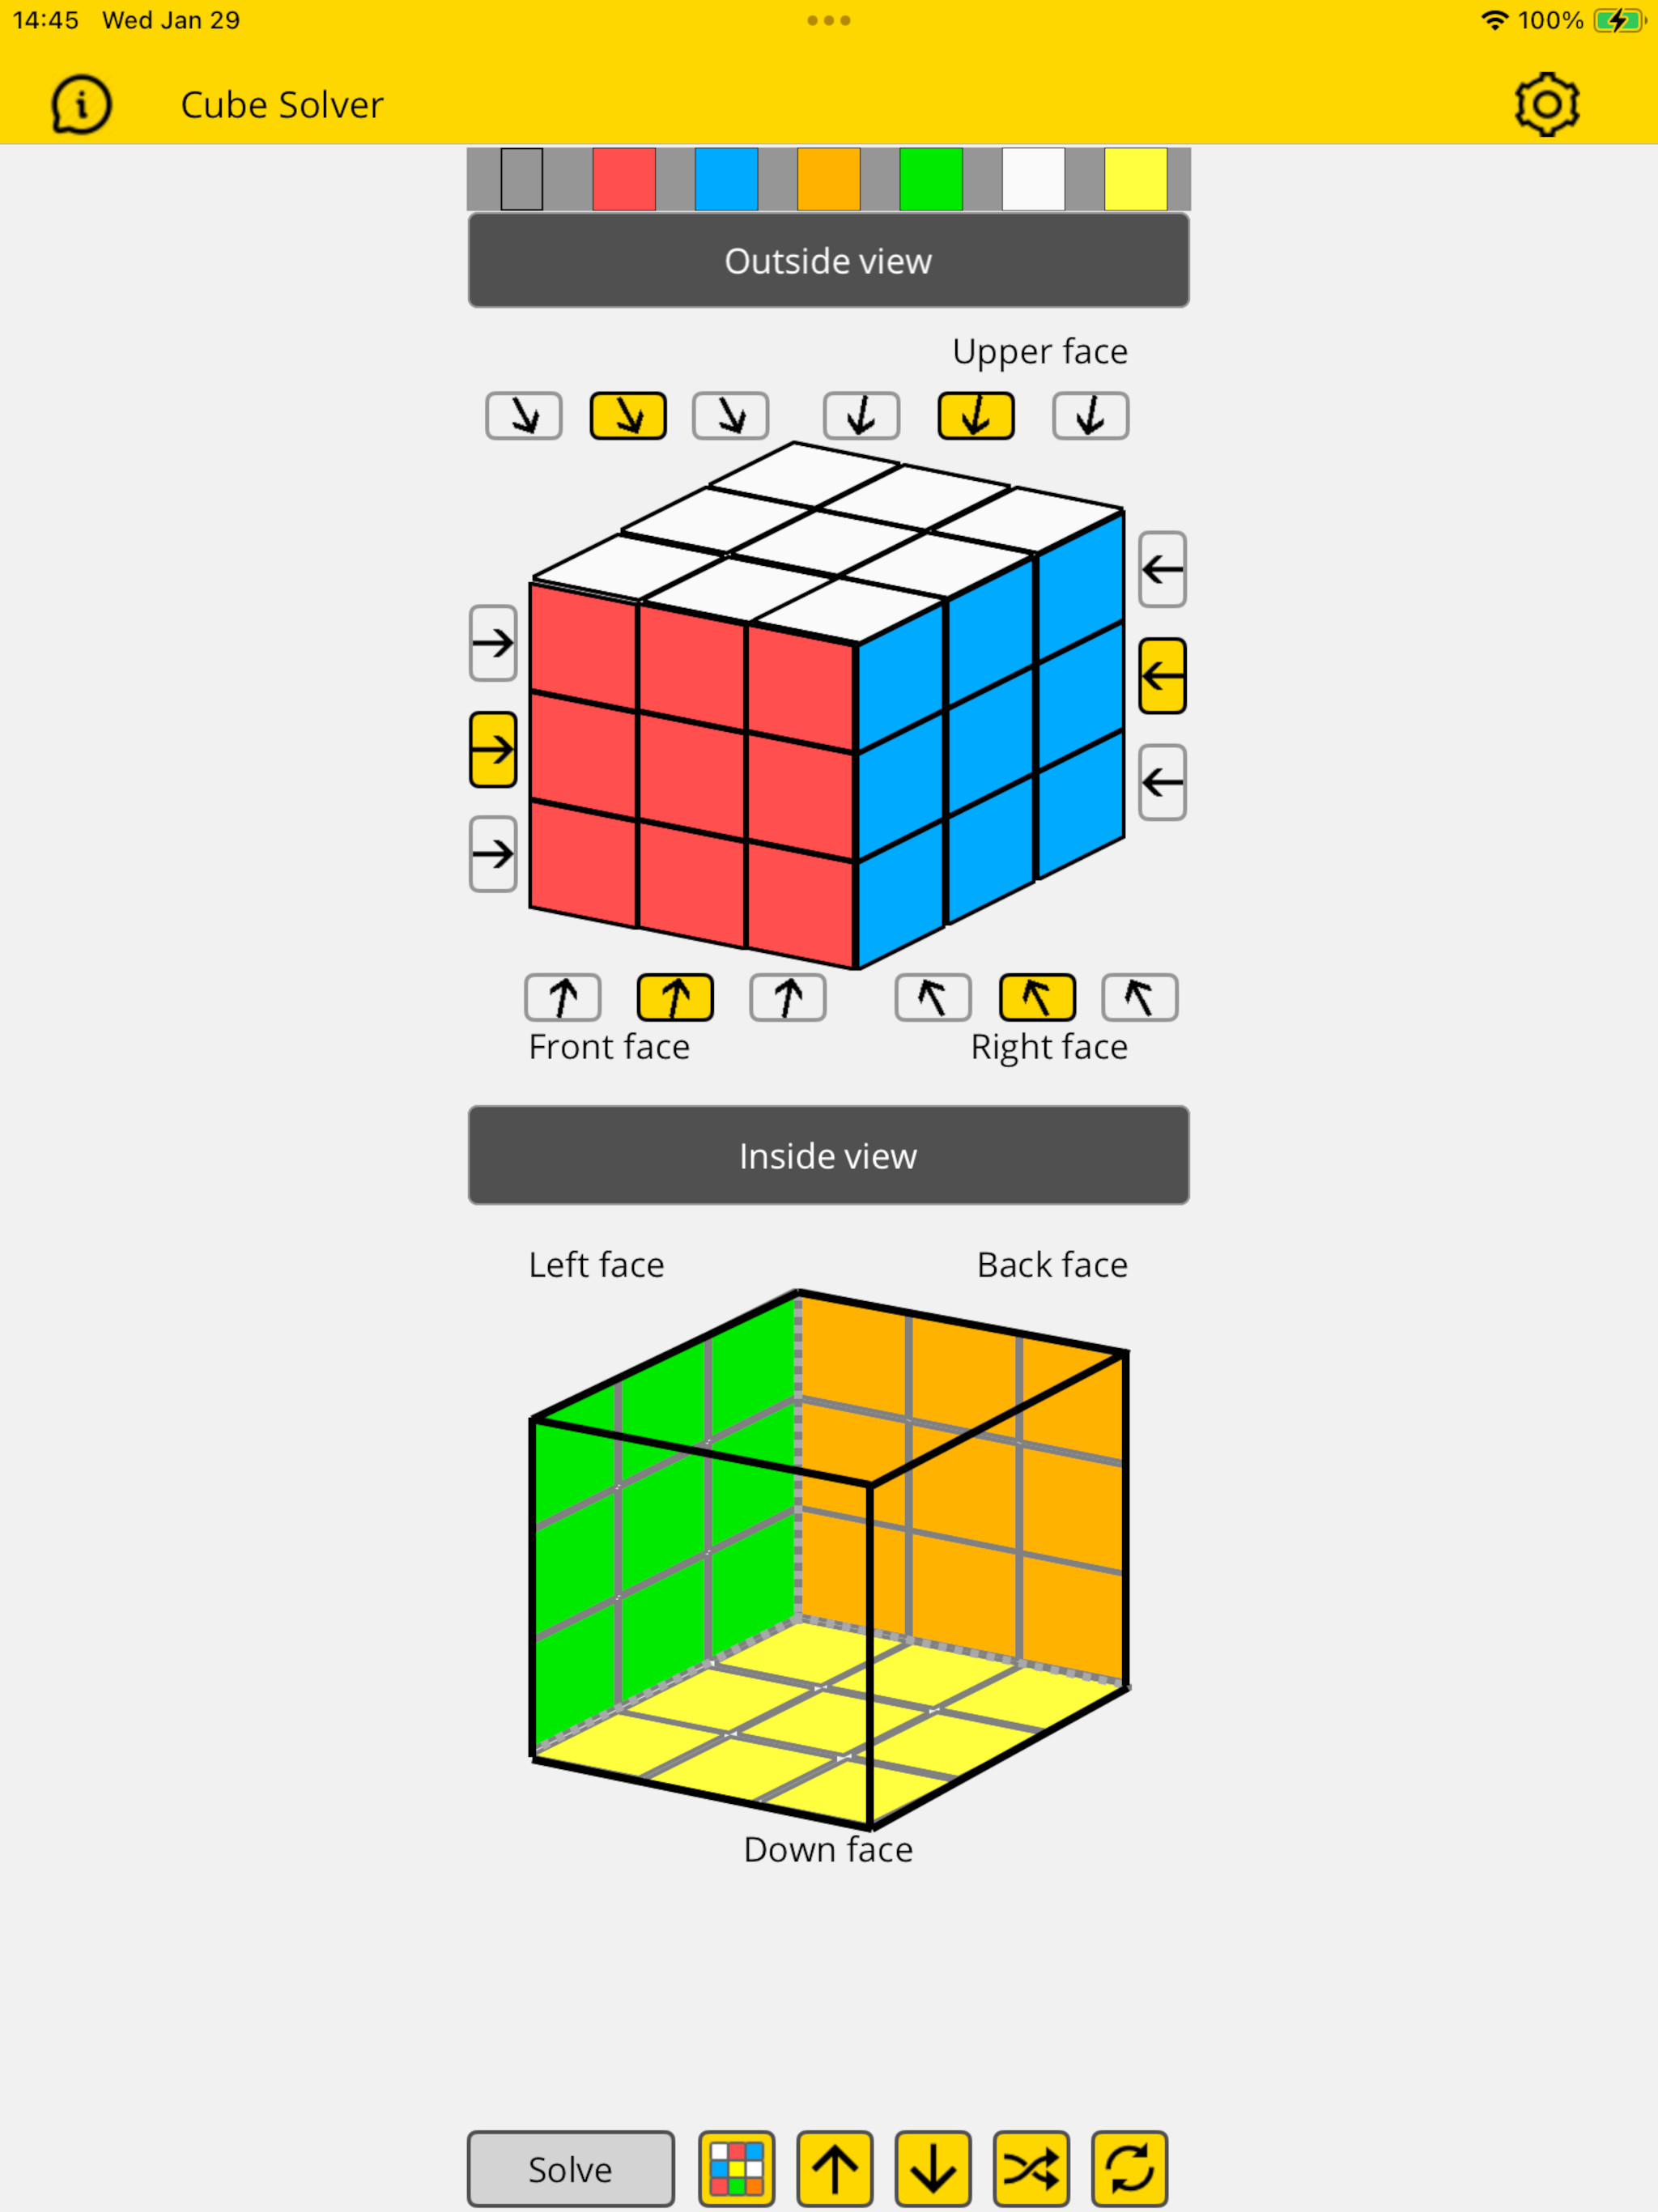 14:45 Wed Jan 29
100%
Cube Solver
Outside view
Upper face
Front face
Right face
Inside view
Left face
Back face
Down face
Solve